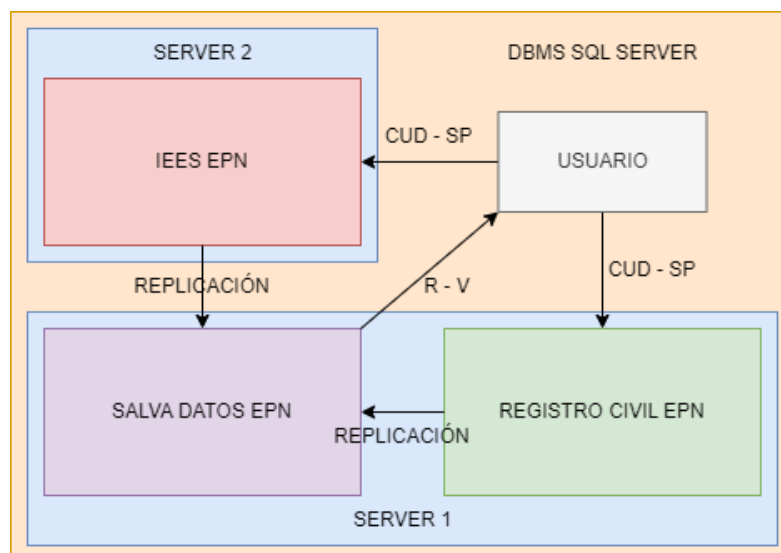 SERVER 2
DBMS SQL SERVER
IEES EPN
CUD - SP
USUARIO
REPLICACIÓN
R - V
CUD - SP
SALVA DATOS EPN
REPLICACIÓN
REGISTRO CIVIL EPN
SERVER 1